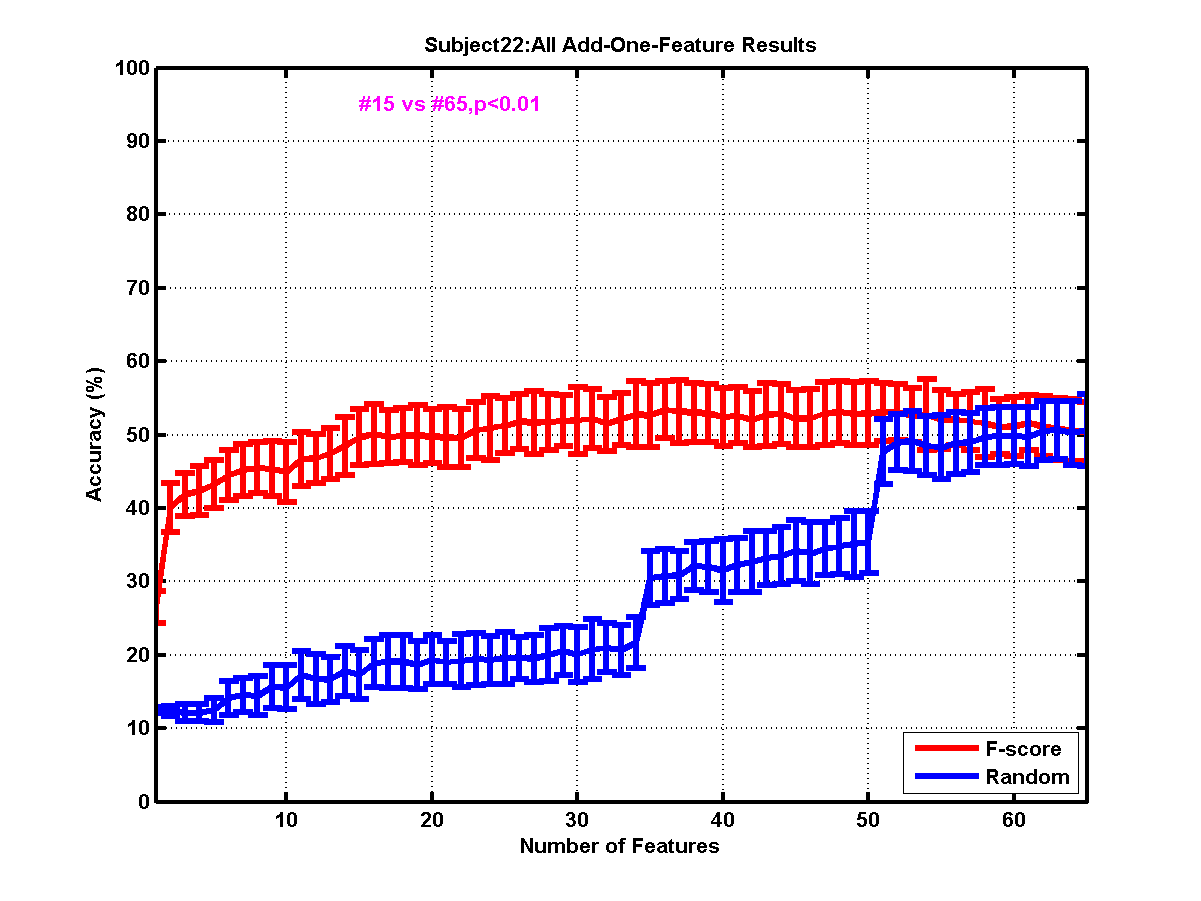 Subject22:All Add-One-Feature Results
#15 vs #65,p<0.01
Accuracy (%)
100
90
80
70
60
50
40
30
20
10
0
10 20 30 40 50 60
Number of Features
F-score
Random